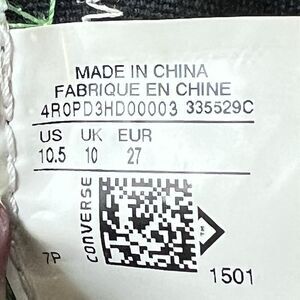 MADE IN CHINA
FABRIQUE EN CHINE
4R0PD3HD00003 335529C
US UK EUR
10.5 10 27
CONVERSE
7P
1501